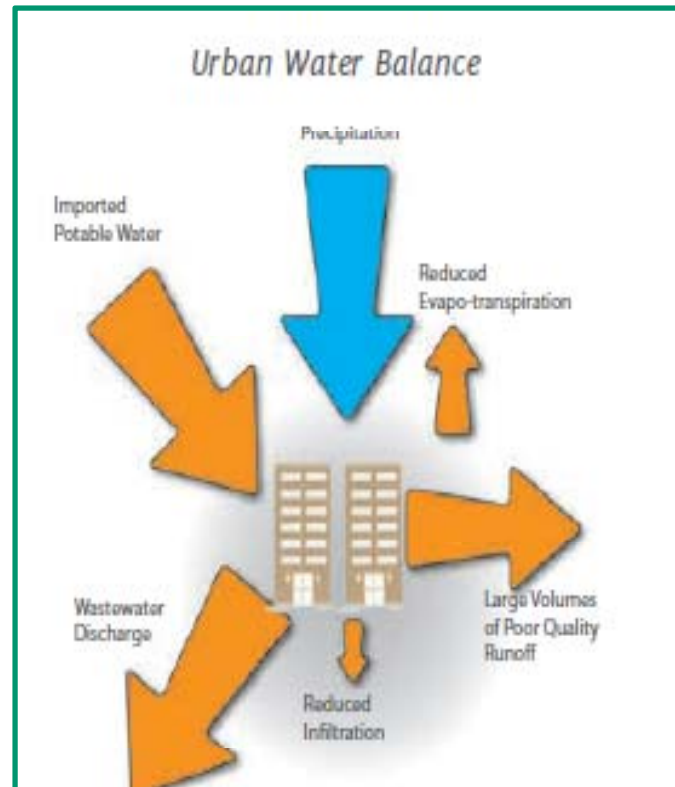 Urban Water Balance
Precipitation
Imported
Potable Water
Reduced
Evapo-transpiration
Wastewater
Discharge
Large Volumes
of Poor Quality
Runoff
Reduced
Infiltration